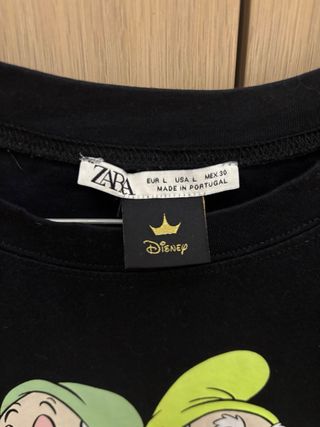 ZARA
EUR L USA L MEX 30
MADE IN PORTUGAL
Disney